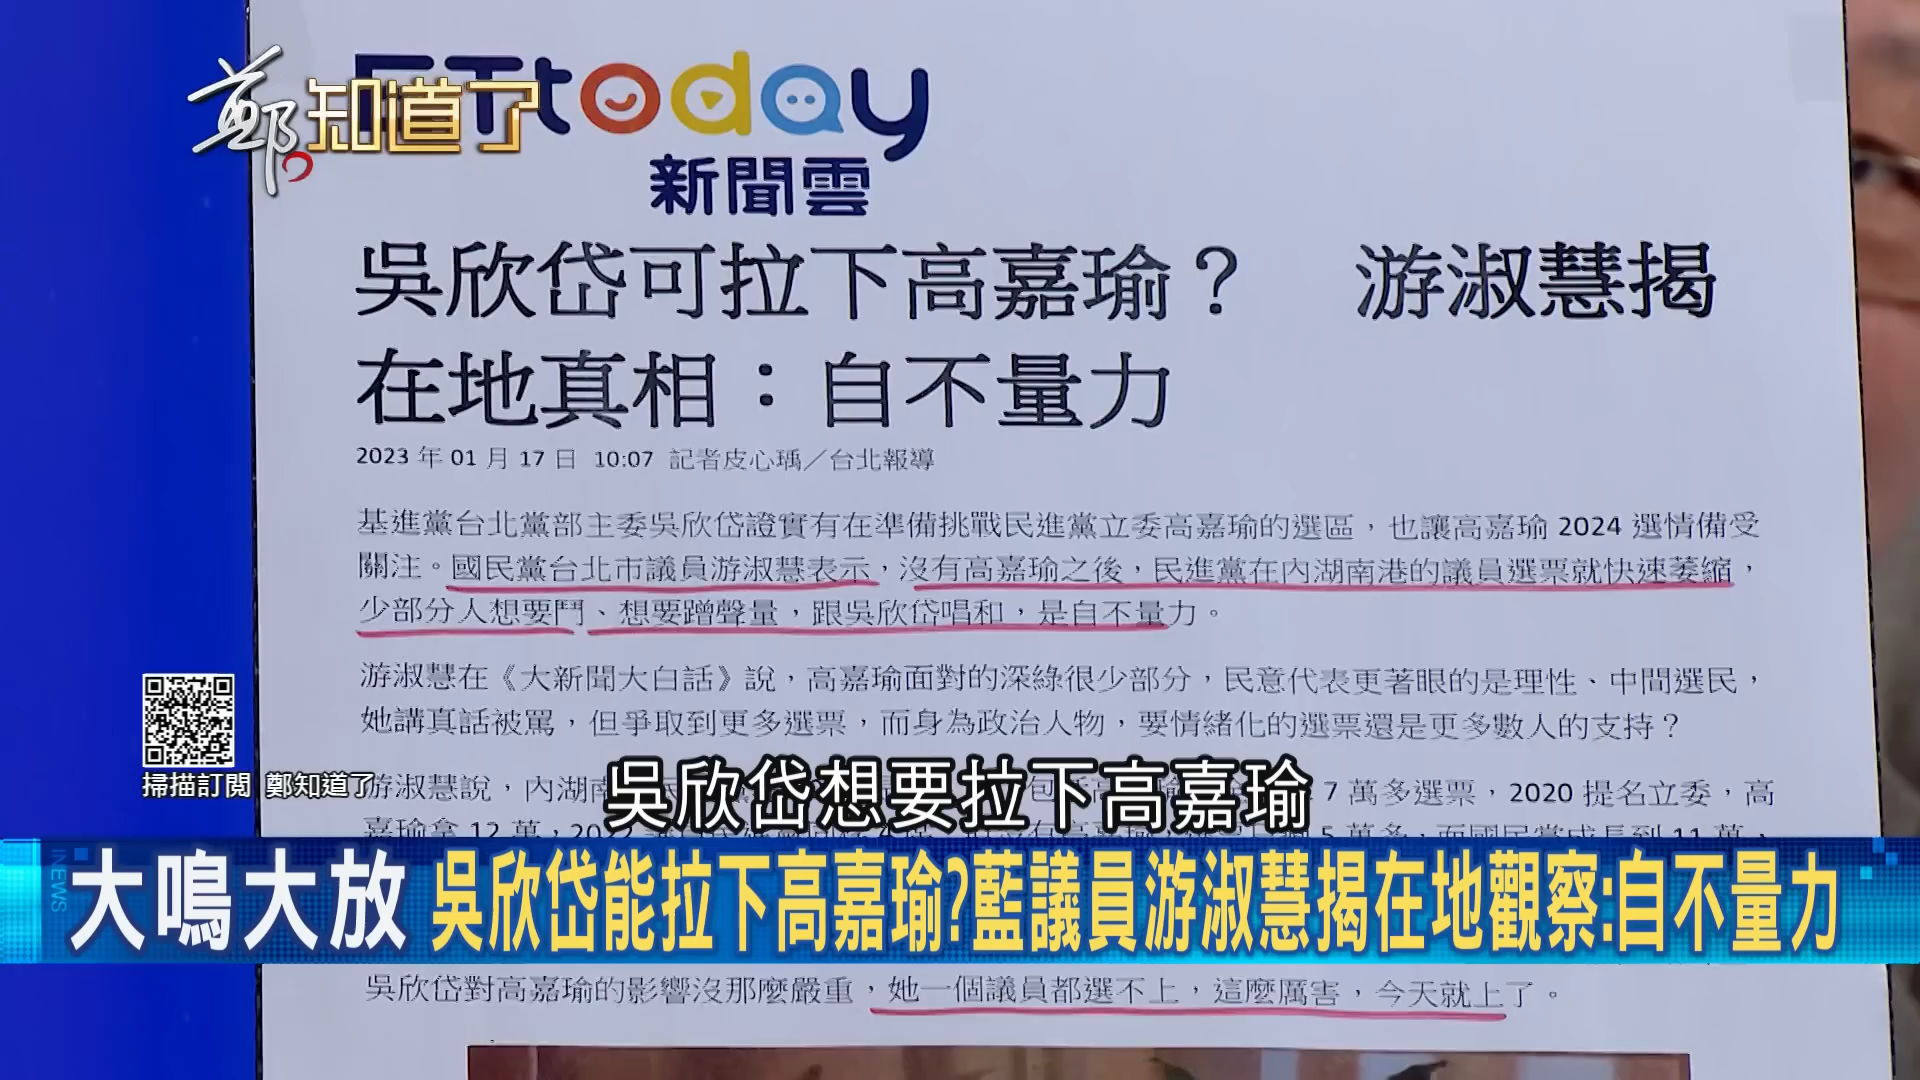 鄭知道了
ETtoday
新聞雲
吳欣岱可拉下高嘉瑜？　游淑慧揭
在地真相：自不量力
2023 年 01 月 17 日 10:07 記者皮心瑀／台北報導
基進黨台北黨部主委吳欣岱證實有在準備挑戰民進黨立委高嘉瑜的選區，也讓高嘉瑜 2024 選情備受
關注。國民黨台北市議員游淑慧表示，沒有高嘉瑜之後，民進黨在內湖南港的議員選票就快速萎縮，
少部分人想要鬥、想要蹭聲量，跟吳欣岱唱和，是自不量力。
游淑慧在《大新聞大白話》說，高嘉瑜面對的深綠很少部分，民意代表更著眼的是理性、中間選民，
她講真話被罵，但爭取到更多選票，而身為政治人物，要情緒化的選票還是更多數人的支持？
掃描訂閱 鄭知道了
游淑慧說，內湖南 7 萬多選票，2020 提名立委，高
吳欣岱想要拉下高嘉瑜
嘉瑜拿 12 萬，2022
大鳴大放 吳欣岱能拉下高嘉瑜?藍議員游淑慧揭在地觀察:自不量力
IN NEWS
吳欣岱對高嘉瑜的影響沒那麼嚴重，她一個議員都選不上，這麼厲害，今天就上了。